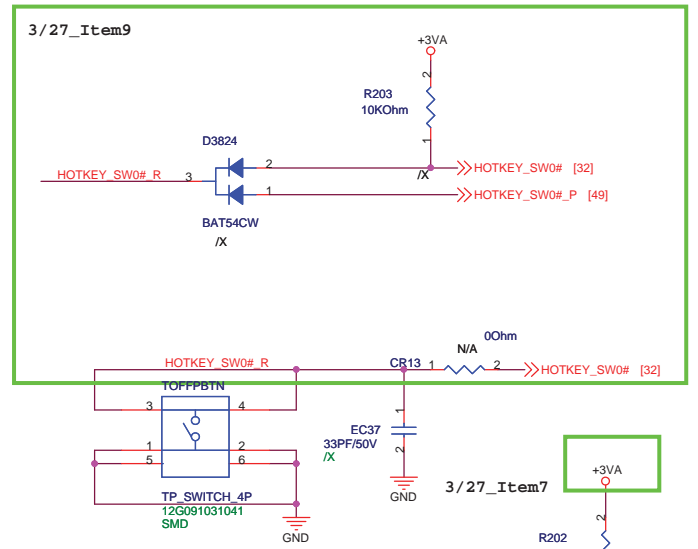 3/27_Item9
+3VA
2
R203
10KOhm
1
D3824
HOTKEY_SW0#_R
3
2
/X
HOTKEY_SW0# [32]
1
HOTKEY_SW0#_P [49]
BAT54CW
/X
0Ohm
N/A
HOTKEY_SW0#_R
CR13
1
2
HOTKEY_SW0# [32]
TOFFPBTN
3
4
1
2
5
6
1
EC37
33PF/50V
/X
2
GND
TP_SWITCH_4P
12G091031041
SMD
GND
3/27_Item7
+3VA
2
R202